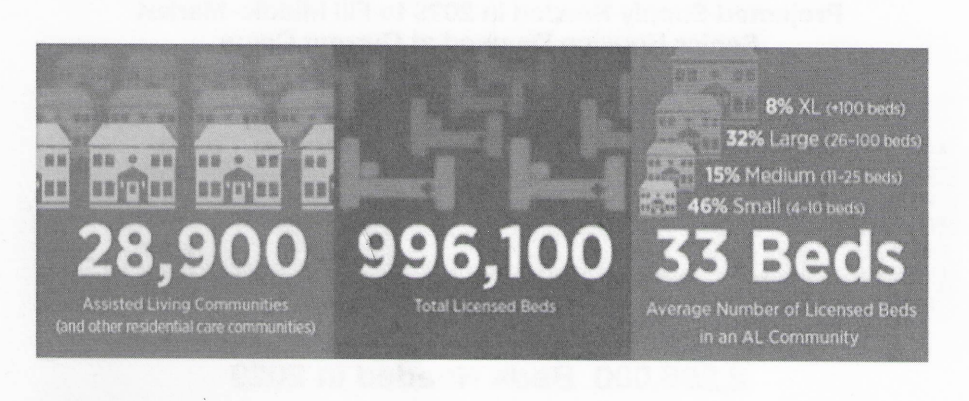 8% XL (+100 beds)
32% Large (26-100 beds)
15% Medium (11-25 beds)
46% Small (4-10 beds)
28,900
Assisted Living Communities
(and other residential care communities)
996,100
Total Licensed Beds
33 Beds
Average Number of Licensed Beds
in an AL Community